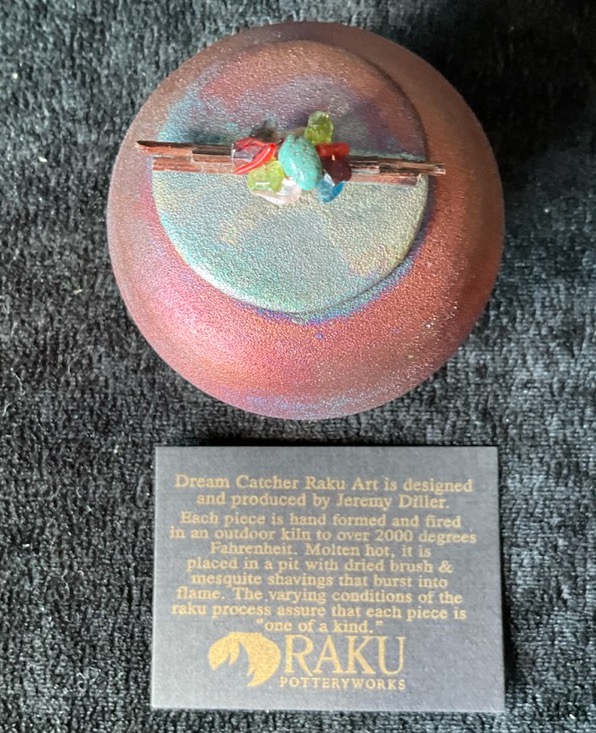 Dream Catcher Raku Art is designed
and produced by Jeremy Diller.
Each piece is hand formed and fired
in an outdoor kiln to over 2000 degrees
Fahrenheit. Molten hot, it is
placed in a pit with dried brush &
mesquite shavings that burst into
flame. The varying conditions of the
raku process assure that each piece is
"one of a kind."
RAKU
POTTERYWORKS